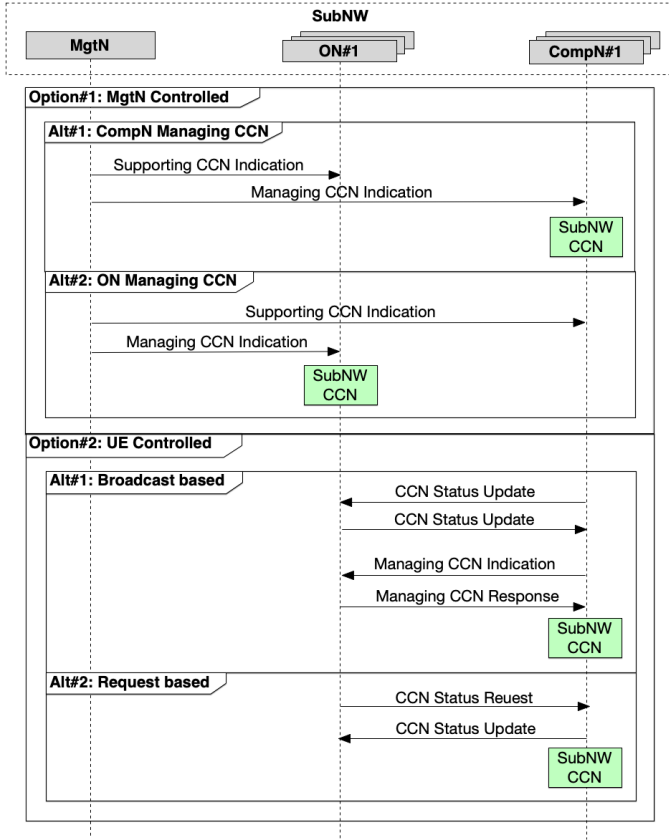 SubNW
MgtN
ON#1
CompN#1
Option#1: MgtN Controlled
Alt#1: CompN Managing CCN
Supporting CCN Indication
Managing CCN Indication
SubNW
CCN
Alt#2: ON Managing CCN
Supporting CCN Indication
Managing CCN Indication
SubNW
CCN
Option#2: UE Controlled
Alt#1: Broadcast based
CCN Status Update
CCN Status Update
Managing CCN Indication
Managing CCN Response
SubNW
CCN
Alt#2: Request based
CCN Status Reuest
CCN Status Update
SubNW
CCN